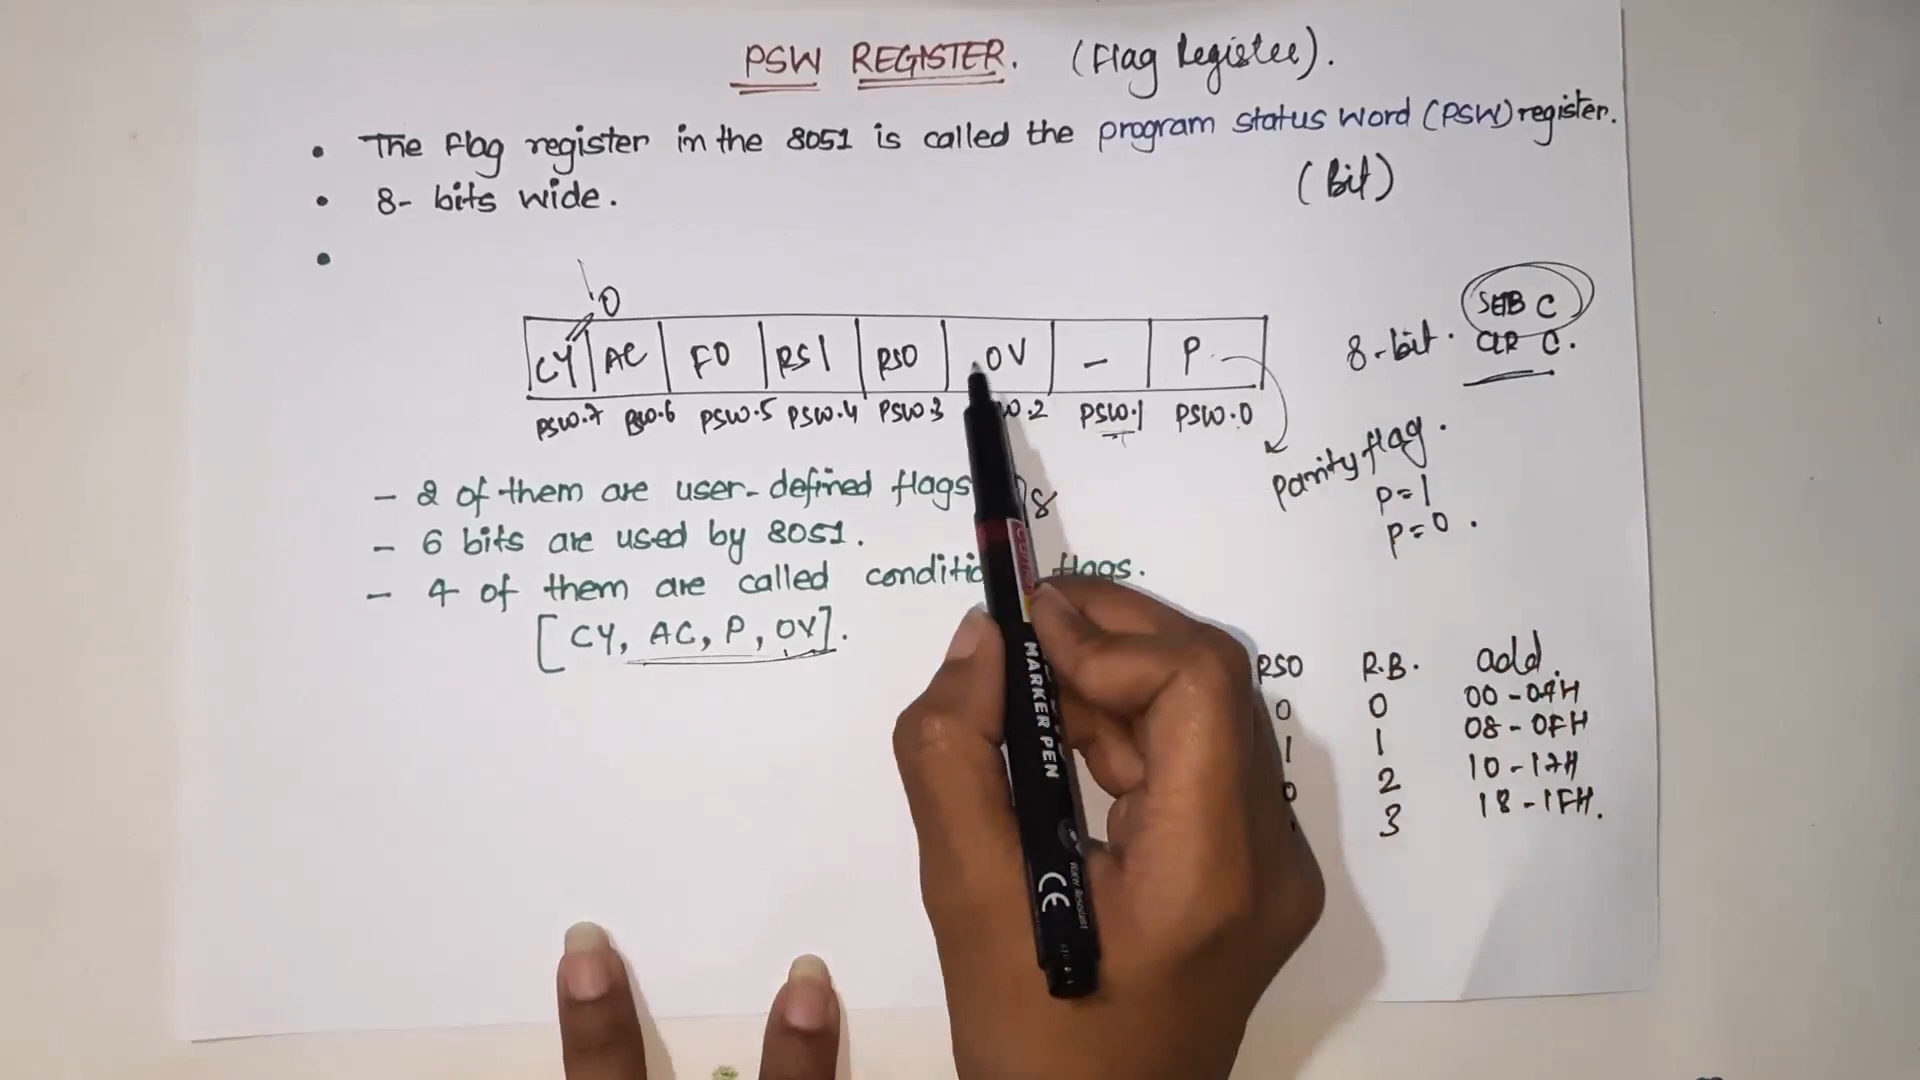 PSW REGISTER. (Flag Register).
• The Flag register in the 8051 is called the program status word (PSW) register.
(Bit)
• 8- bits wide.
•
0
CY AC F0 RS1 RS0 OV - P
PSW.7 PSW.6 PSW.5 PSW.4 PSW.3 W.2 PSW.1 PSW.0
8-bit. SETB C
CLR C.
parity flag.
P=1
P=0.
- 2 of them are user-defined flags
- 6 bits are used by 8051.
- 4 of them are called flags.
[CY, AC, P, OV].
RS0 R.B. add.
0 0 00-07H
1 1 08-0FH
0 2 10-17H
3 18-1FH.
MARKER PEN
CE